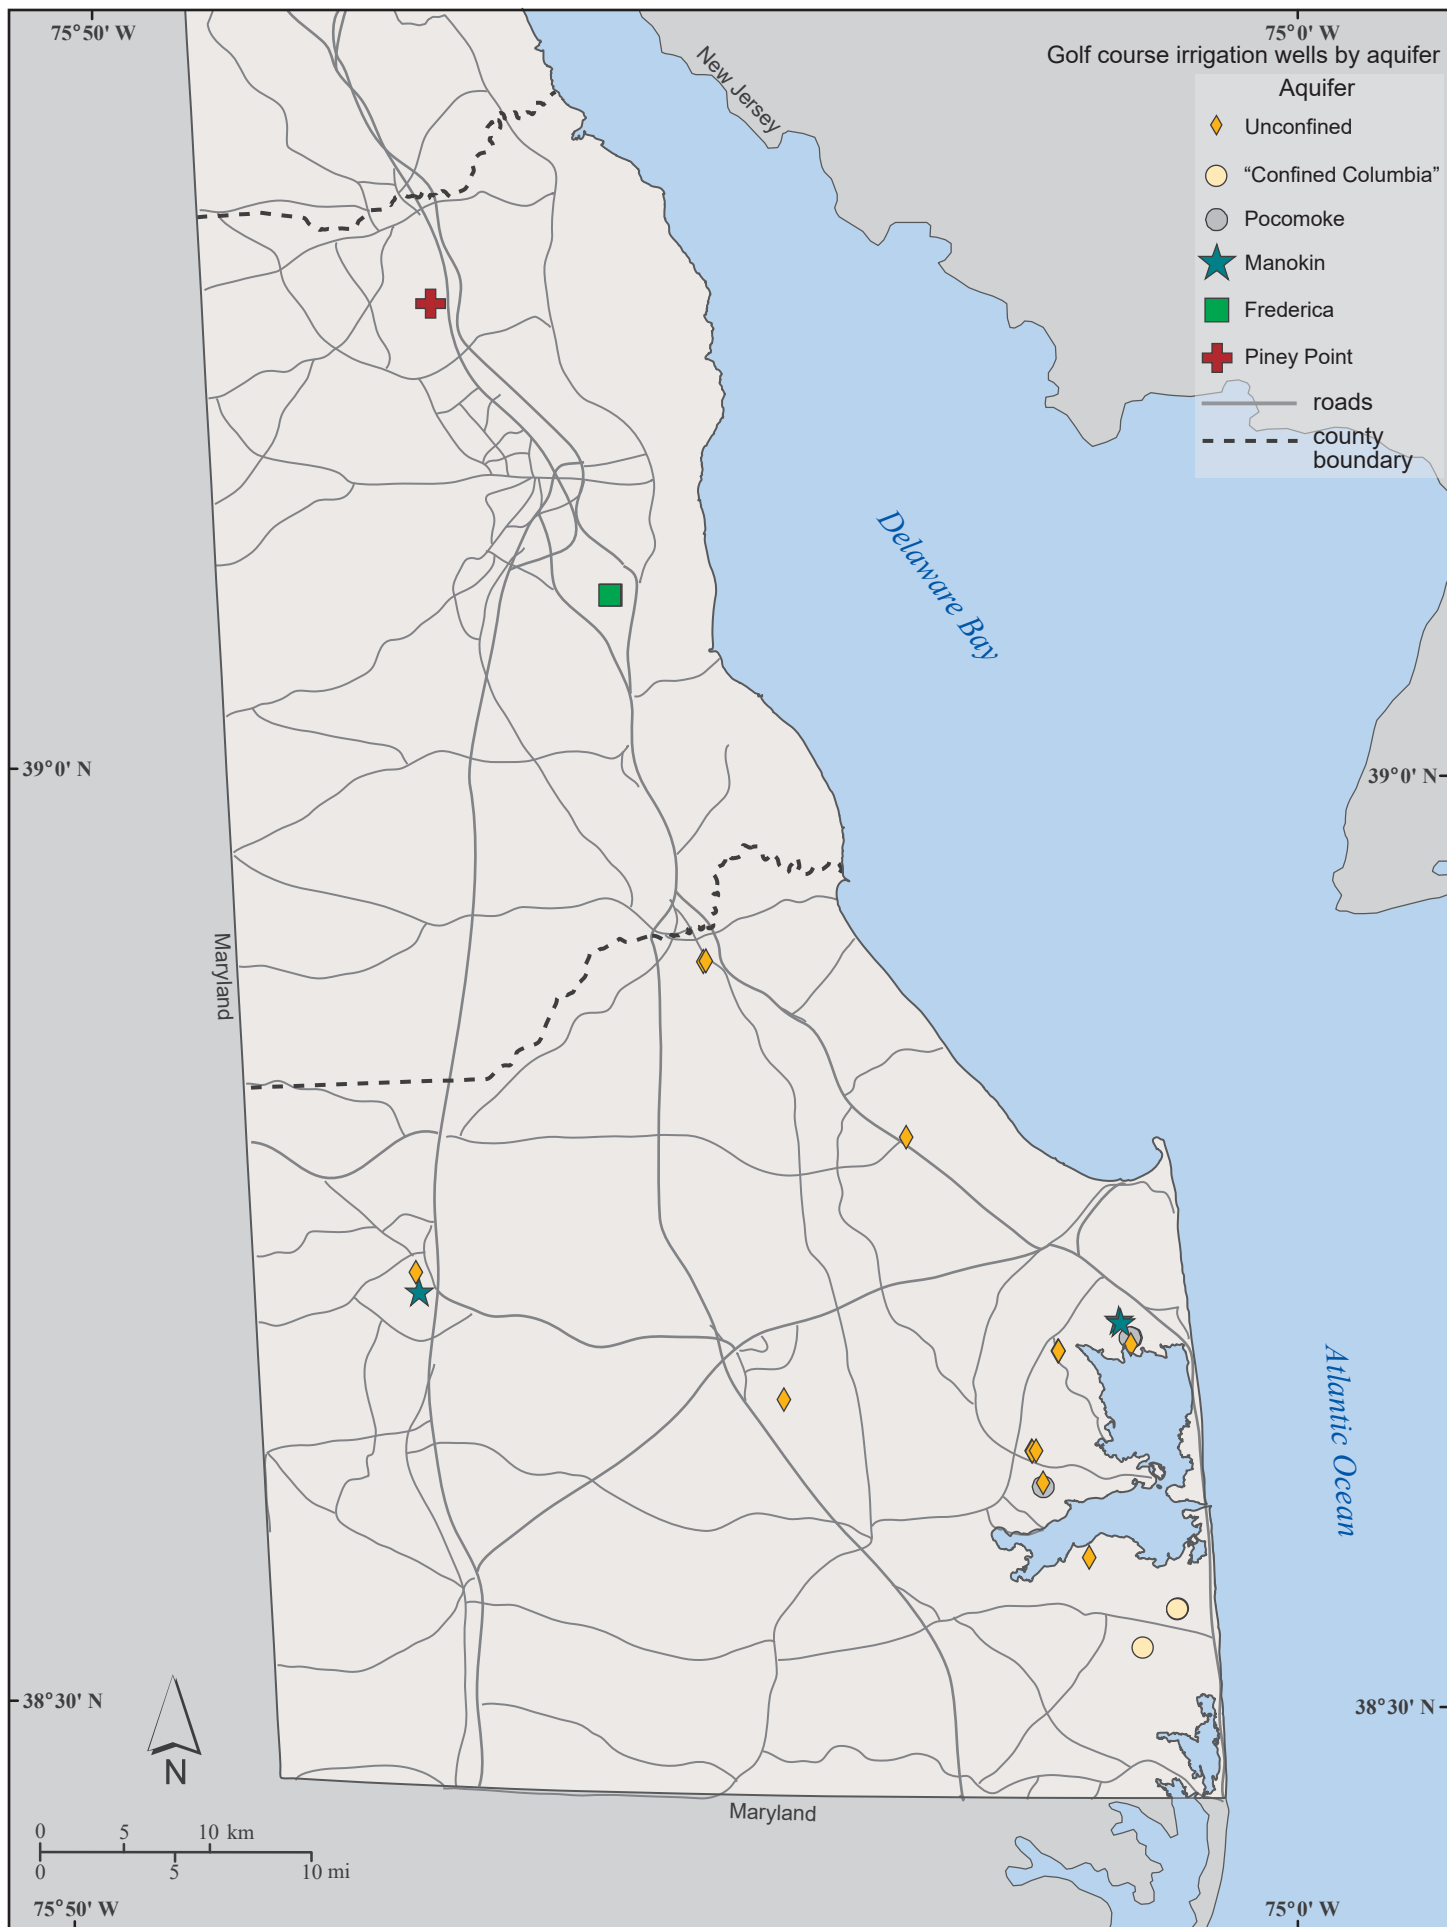 75°50' W
75°0' W
Golf course irrigation wells by aquifer
Aquifer
Unconfined
“Confined Columbia”
Pocomoke
Manokin
Frederica
Piney Point
roads
county
boundary
New Jersey
Delaware Bay
39°0' N
39°0' N
Maryland
Atlantic Ocean
38°30' N
38°30' N
N
Maryland
0 5 10 km
0 5 10 mi
75°50' W
75°0' W